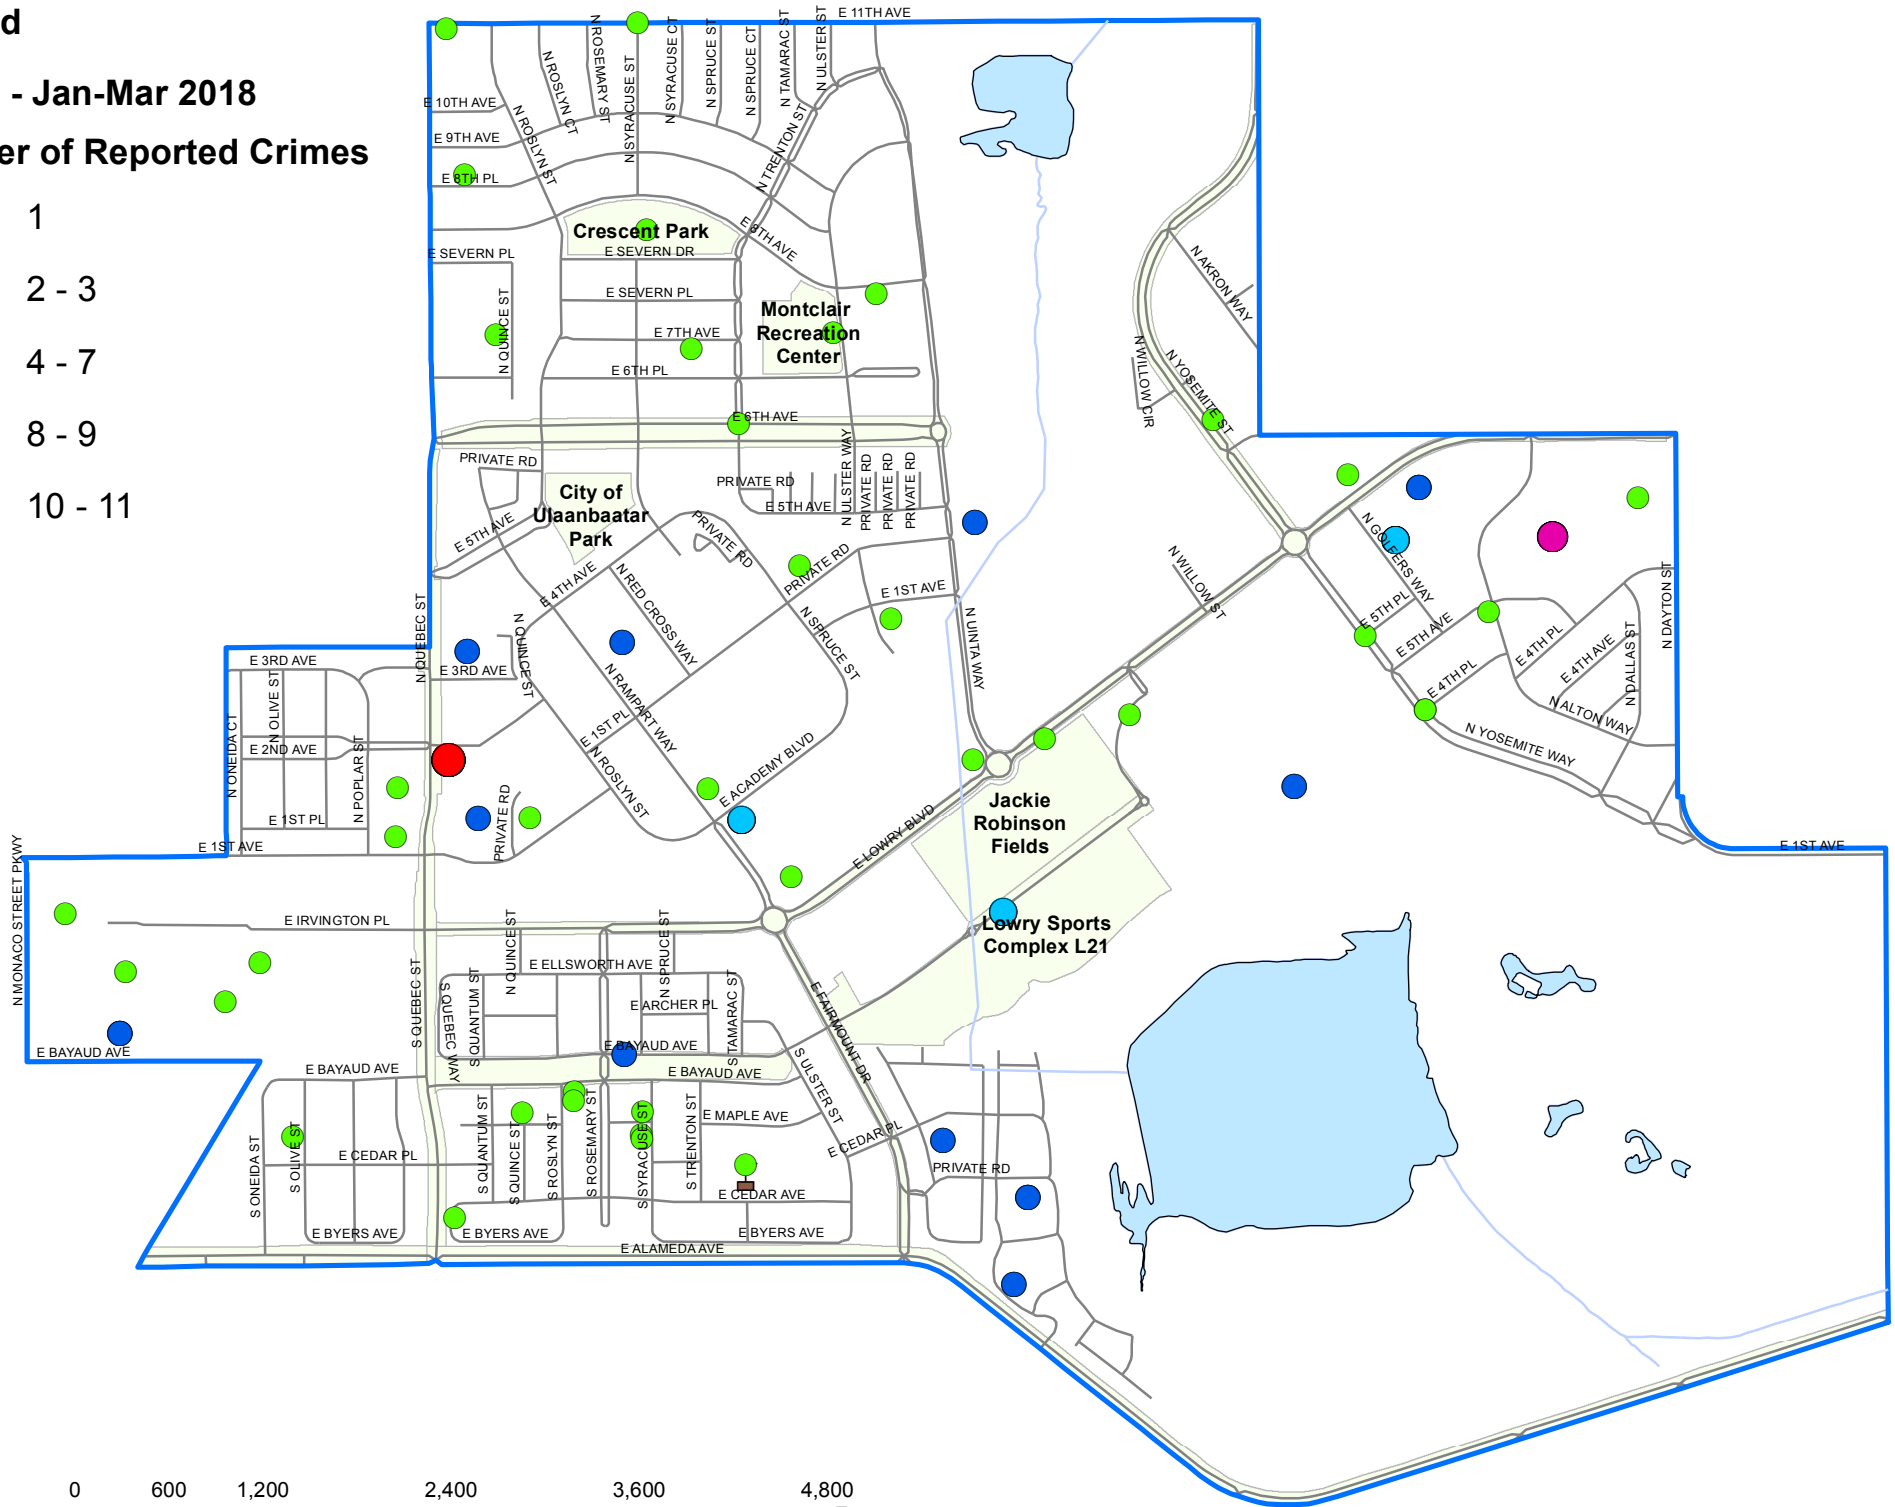 d
- Jan-Mar 2018
er of Reported Crimes
1
2 - 3
4 - 7
8 - 9
10 - 11
E 11TH AVE
N ROSLYN CT
N ROSEMARY ST
N SYRACUSE ST
N SYRACUSE CT
N SPRUCE ST
N SPRUCE CT
N TAMARAC ST
N ULSTER ST
E 10TH AVE
N ROSLYN ST
E 9TH AVE
N TRENTON ST
E 8TH PL
Crescent Park
E 8TH AVE
E SEVERN PL
E SEVERN DR
N AKRON WAY
E SEVERN PL
N QUINCE ST
Montclair
Recreation
Center
E 7TH AVE
E 6TH PL
N WILLOW CIR
N YOSEMITE ST
E 6TH AVE
PRIVATE RD
N ULSTER WAY
PRIVATE RD
PRIVATE RD
PRIVATE RD
PRIVATE RD
City of
Ulaanbaatar
Park
E 5TH AVE
E 5TH AVE
PRIVATE RD
PRIVATE RD
N GOLFERS WAY
N WILLOW ST
E 4TH AVE
N RED CROSS WAY
E 1ST AVE
N SPRUCE ST
N UINTA WAY
E 5TH PL
E 5TH AVE
E 4TH PL
E 4TH PL
E 4TH AVE
N DALLAS ST
N DAYTON ST
N QUEBEC ST
N QUINCE ST
E 3RD AVE
E 3RD AVE
N OLIVE ST
N RAMPART WAY
N ALTON WAY
N YOSEMITE WAY
N ONEIDA CT
E 2ND AVE
N POPLAR ST
E 1ST PL
N ROSLYN ST
E ACADEMY BLVD
PRIVATE RD
E 1ST PL
E 1ST AVE
E LOWRY BLVD
Jackie
Robinson
Fields
E 1ST AVE
N MONACO STREET PKWY
E IRVINGTON PL
N QUINCE ST
N SPRUCE ST
Lowry Sports
Complex L21
E ELLSWORTH AVE
S QUEBEC ST
S QUEBEC WAY
S QUANTUM ST
E ARCHER PL
S TAMARAC ST
E FAIRMOUNT DR
E BAYAUD AVE
E BAYAUD AVE
E BAYAUD AVE
E BAYAUD AVE
S ULSTER ST
S ONEIDA ST
S OLIVE ST
E CEDAR PL
S QUANTUM ST
S QUINCE ST
S ROSLYN ST
S ROSEMARY ST
S SYRACUSE ST
S TRENTON ST
E MAPLE AVE
E CEDAR PL
PRIVATE RD
E CEDAR AVE
E BYERS AVE
E BYERS AVE
E BYERS AVE
E ALAMEDA AVE
0 600 1,200 2,400 3,600 4,800